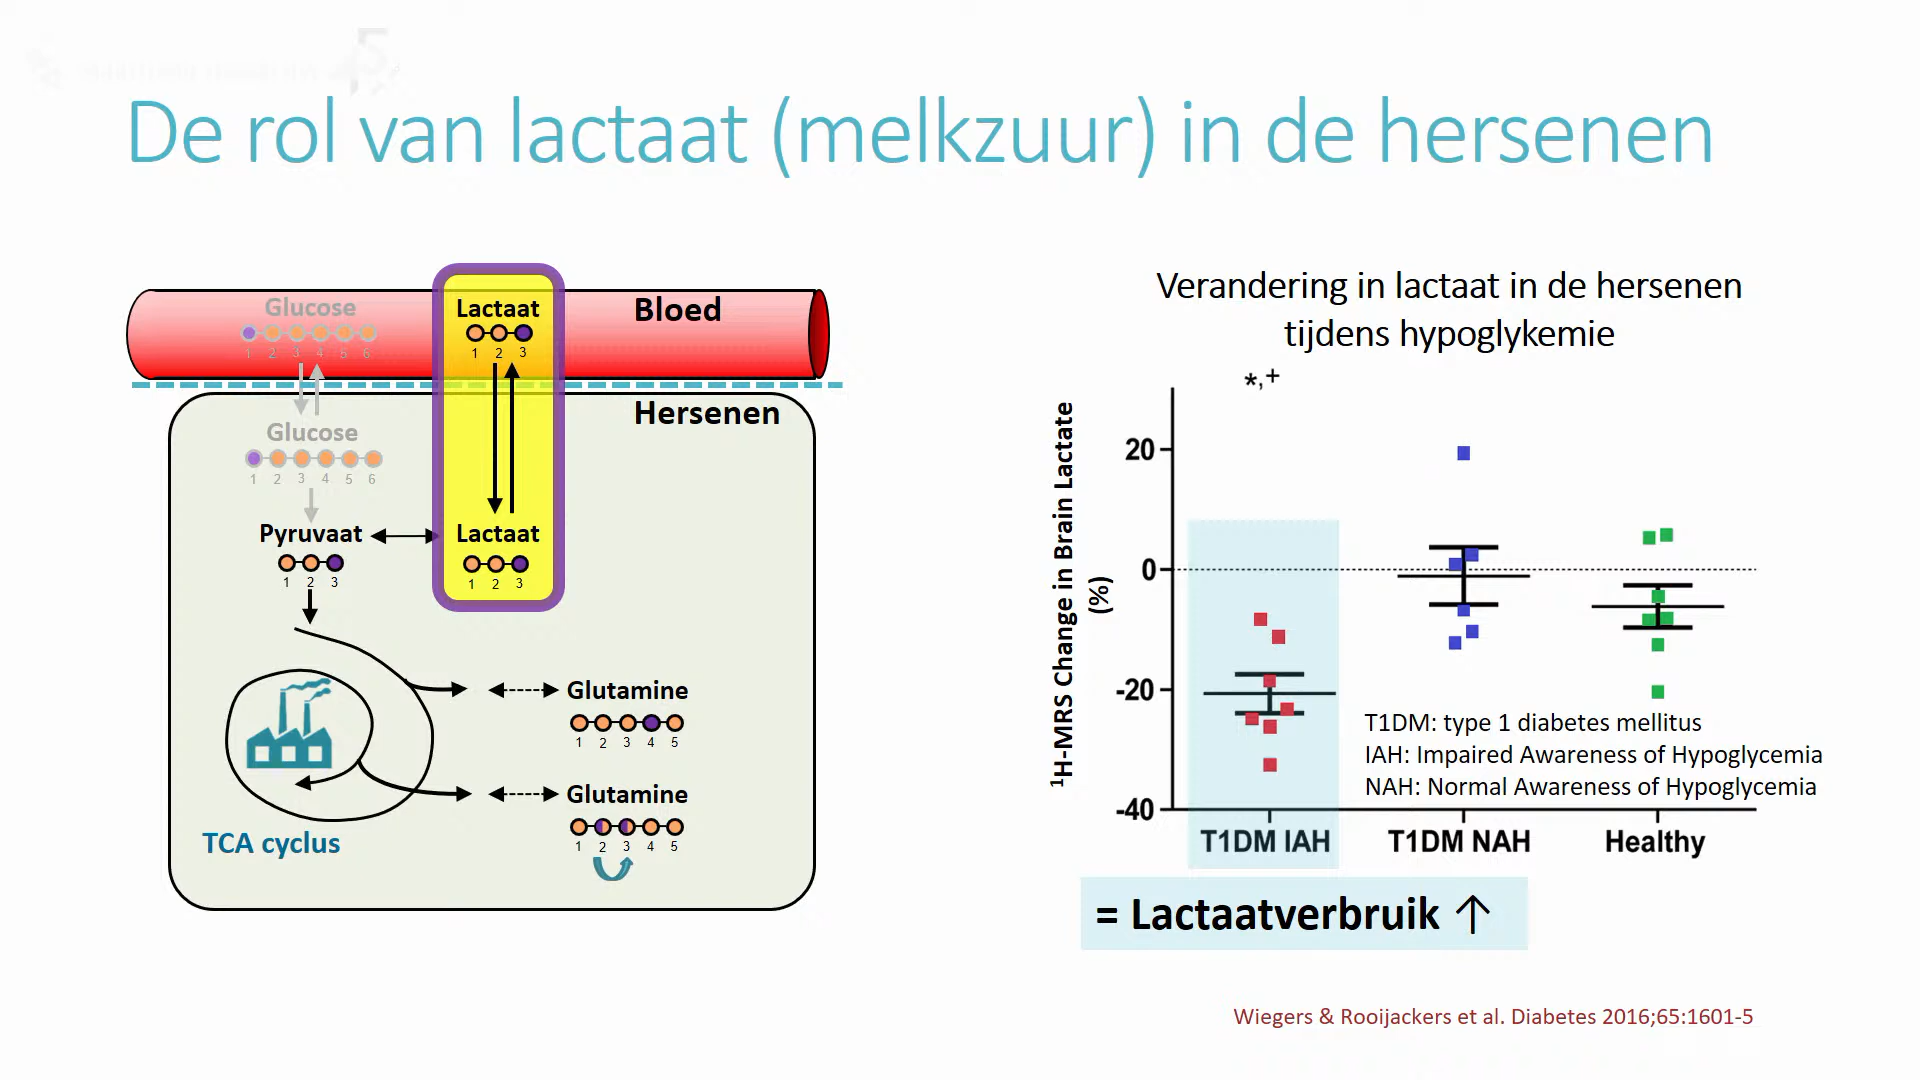 De rol van lactaat (melkzuur) in de hersenen
Glucose
1 2 3 4 5 6
Lactaat
1 2 3
Bloed
Hersenen
Glucose
1 2 3 4 5 6
Pyruvaat
1 2 3
Lactaat
1 2 3
Glutamine
1 2 3 4 5
Glutamine
1 2 3 4 5
TCA cyclus
Verandering in lactaat in de hersenen
tijdens hypoglykemie
*,+
¹H-MRS Change in Brain Lactate
(%)
20
0
-20
-40
T1DM: type 1 diabetes mellitus
IAH: Impaired Awareness of Hypoglycemia
NAH: Normal Awareness of Hypoglycemia
T1DM IAH T1DM NAH Healthy
= Lactaatverbruik ↑
Wiegers & Rooijackers et al. Diabetes 2016;65:1601-5